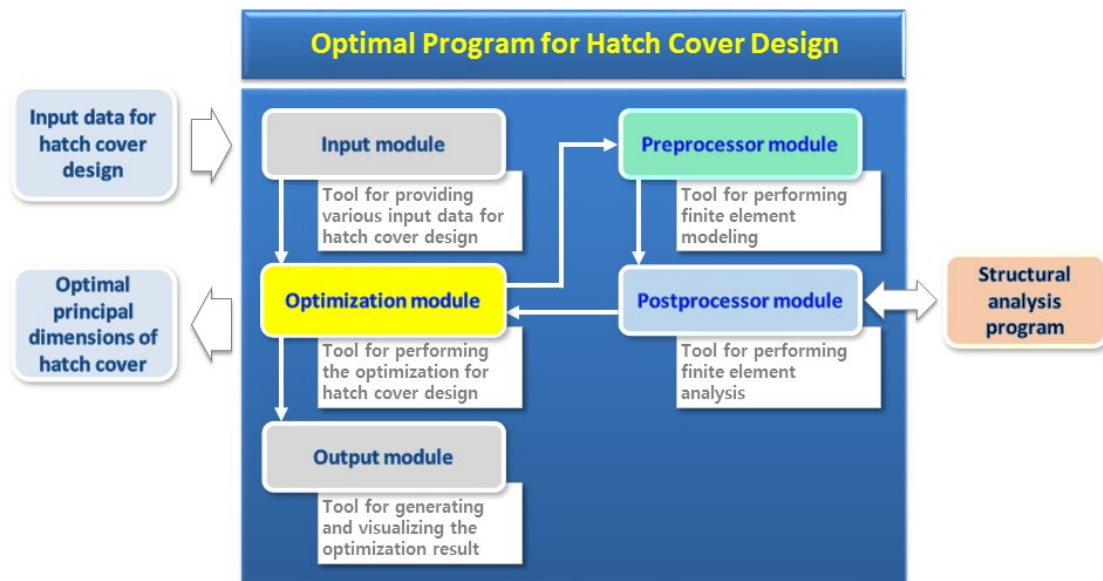 Optimal Program for Hatch Cover Design
Input data for
hatch cover
design
Input module
Tool for providing
various input data for
hatch cover design
Preprocessor module
Tool for performing
finite element
modeling
Optimal
principal
dimensions of
hatch cover
Optimization module
Tool for performing
the optimization for
hatch cover design
Postprocessor module
Tool for performing
finite element
analysis
Structural
analysis
program
Output module
Tool for generating
and visualizing the
optimization result